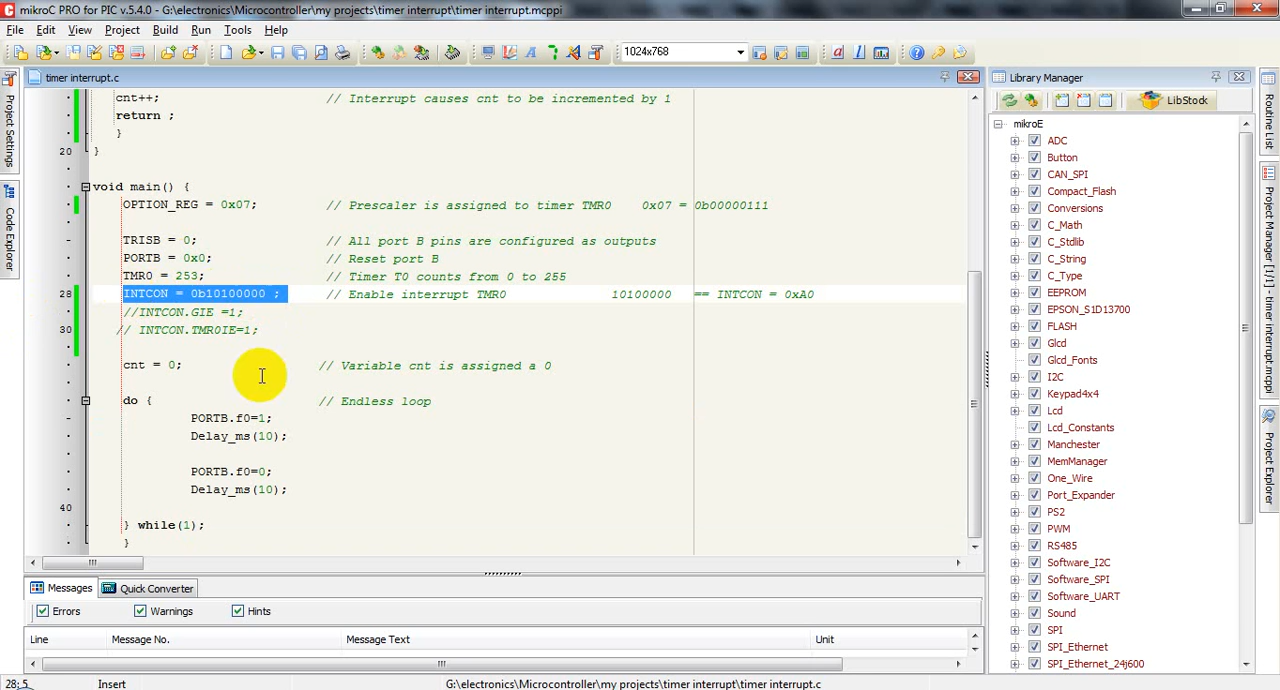 mikroC PRO for PIC v.5.4.0 - G:\electronics\Microcontroller\my projects\timer interrupt\timer interrupt.mcppi
File Edit View Project Build Run Tools Help
1024x768
timer interrupt.c
cnt++; // Interrupt causes cnt to be incremented by 1
return ;
}
20 }
void main() {
OPTION_REG = 0x07; // Prescaler is assigned to timer TMR0 0x07 = 0b00000111
TRISB = 0; // All port B pins are configured as outputs
PORTB = 0x0; // Reset port B
TMR0 = 253; // Timer T0 counts from 0 to 255
28 INTCON = 0b10100000 ; // Enable interrupt TMR0 10100000 == INTCON = 0xA0
//INTCON.GIE =1;
30 // INTCON.TMR0IE=1;
cnt = 0; // Variable cnt is assigned a 0
do { // Endless loop
PORTB.f0=1;
Delay_ms(10);
PORTB.f0=0;
Delay_ms(10);
40
} while(1);
}
Messages Quick Converter
Errors Warnings Hints
Line Message No. Message Text Unit
28: 5 Insert G:\electronics\Microcontroller\my projects\timer interrupt\timer interrupt.c
Project Settings
Code Explorer
Library Manager
LibStock
mikroE
ADC
Button
CAN_SPI
Compact_Flash
Conversions
C_Math
C_Stdlib
C_String
C_Type
EEPROM
EPSON_S1D13700
FLASH
Glcd
Glcd_Fonts
I2C
Keypad4x4
Lcd
Lcd_Constants
Manchester
MemManager
One_Wire
Port_Expander
PS2
PWM
RS485
Software_I2C
Software_SPI
Software_UART
Sound
SPI
SPI_Ethernet
SPI_Ethernet_24j600
Routine List
Project Manager [1/1] - timer interrupt.mcppi
Project Explorer